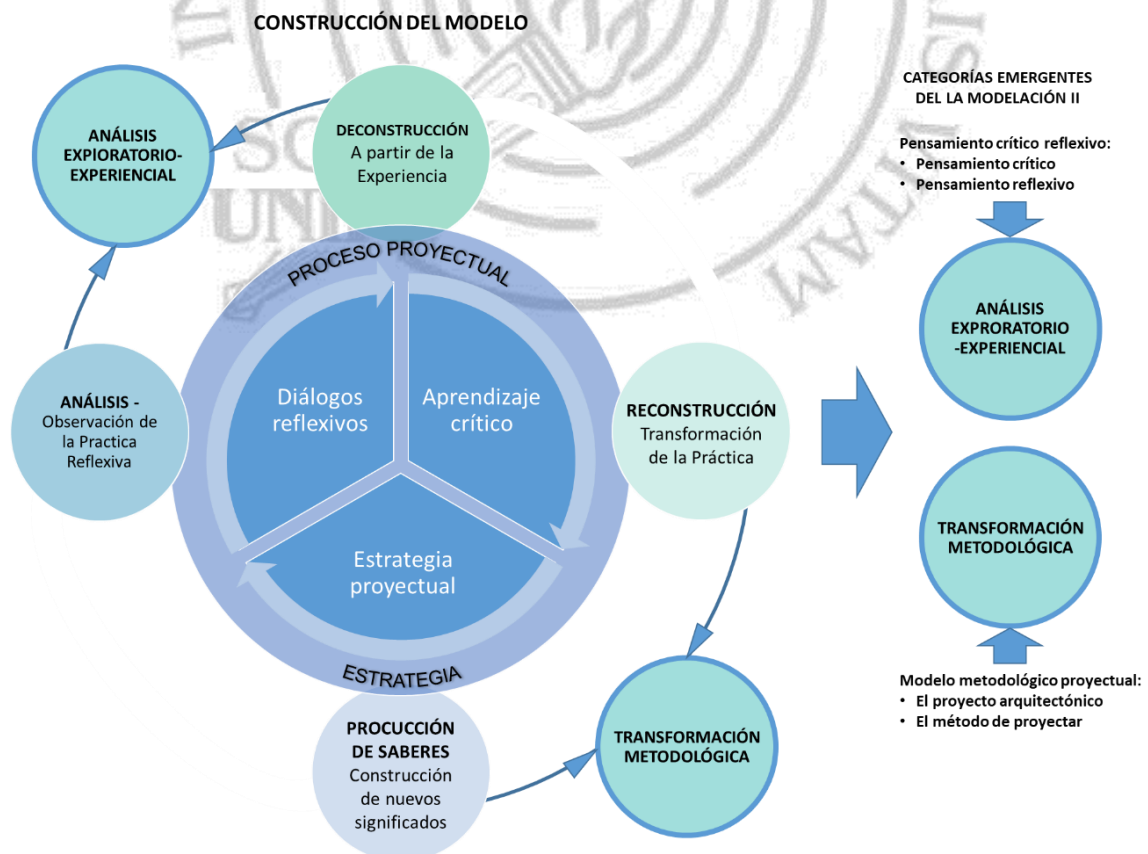 CONSTRUCCIÓN DEL MODELO
ANÁLISIS
EXPlORATORIO-
EXPERIENCIAL
DECONSTRUCCIÓN
A partir de la
Experiencia
PROCESO PROYECTUAL
ANÁLISIS -
Observación de
la Practica
Reflexiva
Diálogos
reflexivos
Aprendizaje
crítico
Estrategia
proyectual
RECONSTRUCCIÓN
Transformación
de la Práctica
ESTRATEGIA
PROCUCCIÓN
DE SABERES
Construcción
de nuevos
significados
TRANSFORMACIÓN
METODOLÓGICA
CATEGORÍAS EMERGENTES
DEL LA MODELACIÓN II
Pensamiento crítico reflexivo:
• Pensamiento crítico
• Pensamiento reflexivo
ANÁLISIS
EXPRORATORIO
-EXPERIENCIAL
TRANSFORMACIÓN
METODOLÓGICA
Modelo metodológico proyectual:
• El proyecto arquitectónico
• El método de proyectar
VITAM